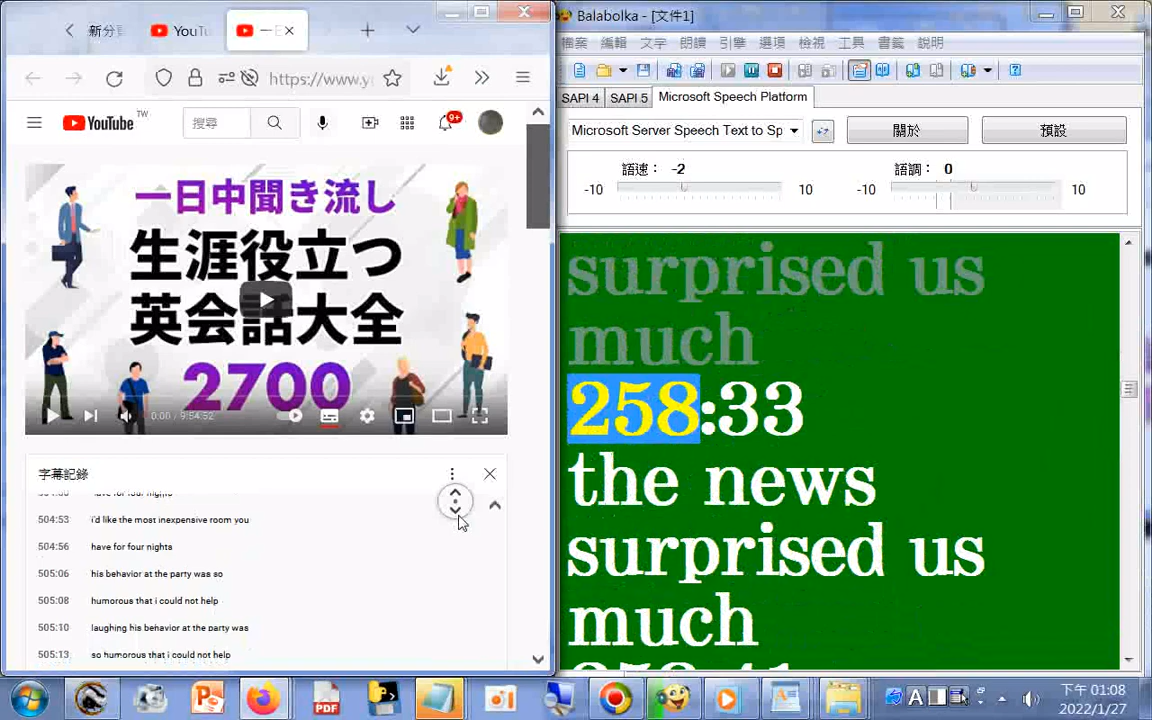 YouTube
https://www.y
YouTube TW
搜尋
9+
一日中聞き流し
生涯役立つ
英会話大全
2700
0:00 / 9:54:52
字幕記錄
504:53 i'd like the most inexpensive room you
504:56 have for four nights
505:06 his behavior at the party was so
505:08 humorous that i could not help
505:10 laughing his behavior at the party was
505:13 so humorous that i could not help
Balabolka - [文件1]
檔案 編輯 文字 朗讀 引擎 選項 檢視 工具 書籤 說明
SAPI 4 SAPI 5 Microsoft Speech Platform
Microsoft Server Speech Text to Sp
關於
預設
語速： -2
語調： 0
-10 10 -10 10
surprised us
much
258:33
the news
surprised us
much
PDF
A
下午 01:08
2022/1/27